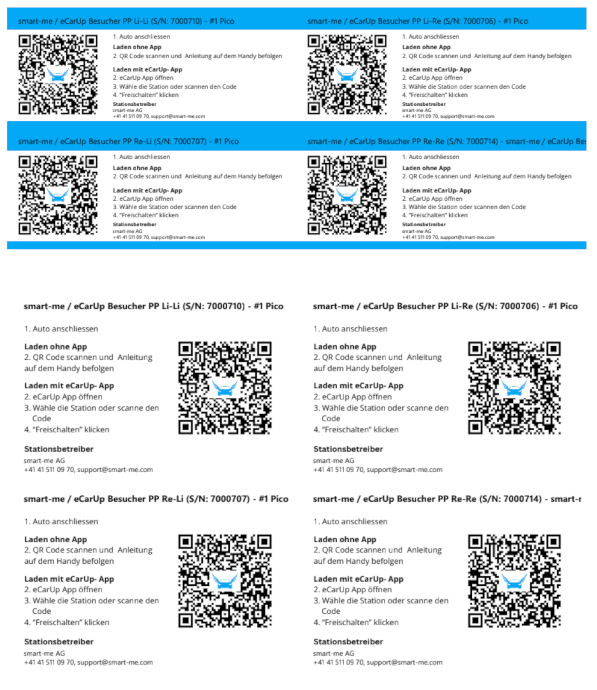 smart-me / eCarUp Besucher PP Li-Li (S/N: 7000710) - #1 Pico
1. Auto anschliessen
Laden ohne App
2. QR Code scannen und Anleitung auf dem Handy befolgen
Laden mit eCarUp- App
2. eCarUp App öffnen
3. Wähle die Station oder scanne den Code
4. "Freischalten" klicken
Stationsbetreiber
smart-me AG
+41 41 511 09 70, support@smart-me.com
smart-me / eCarUp Besucher PP Li-Re (S/N: 7000706) - #1 Pico
1. Auto anschliessen
Laden ohne App
2. QR Code scannen und Anleitung auf dem Handy befolgen
Laden mit eCarUp- App
2. eCarUp App öffnen
3. Wähle die Station oder scanne den Code
4. "Freischalten" klicken
Stationsbetreiber
smart-me AG
+41 41 511 09 70, support@smart-me.com
smart-me / eCarUp Besucher PP Re-Li (S/N: 7000707) - #1 Pico
1. Auto anschliessen
Laden ohne App
2. QR Code scannen und Anleitung auf dem Handy befolgen
Laden mit eCarUp- App
2. eCarUp App öffnen
3. Wähle die Station oder scanne den Code
4. "Freischalten" klicken
Stationsbetreiber
smart-me AG
+41 41 511 09 70, support@smart-me.com
smart-me / eCarUp Besucher PP Re-Re (S/N: 7000714) - smart-me / eCarUp Be
1. Auto anschliessen
Laden ohne App
2. QR Code scannen und Anleitung auf dem Handy befolgen
Laden mit eCarUp- App
2. eCarUp App öffnen
3. Wähle die Station oder scanne den Code
4. "Freischalten" klicken
Stationsbetreiber
smart-me AG
+41 41 511 09 70, support@smart-me.com
smart-me / eCarUp Besucher PP Li-Li (S/N: 7000710) - #1 Pico
1. Auto anschliessen
Laden ohne App
2. QR Code scannen und Anleitung
auf dem Handy befolgen
Laden mit eCarUp- App
2. eCarUp App öffnen
3. Wähle die Station oder scanne den
Code
4. "Freischalten" klicken
Stationsbetreiber
smart-me AG
+41 41 511 09 70, support@smart-me.com
smart-me / eCarUp Besucher PP Li-Re (S/N: 7000706) - #1 Pico
1. Auto anschliessen
Laden ohne App
2. QR Code scannen und Anleitung
auf dem Handy befolgen
Laden mit eCarUp- App
2. eCarUp App öffnen
3. Wähle die Station oder scanne den
Code
4. "Freischalten" klicken
Stationsbetreiber
smart-me AG
+41 41 511 09 70, support@smart-me.com
smart-me / eCarUp Besucher PP Re-Li (S/N: 7000707) - #1 Pico
1. Auto anschliessen
Laden ohne App
2. QR Code scannen und Anleitung
auf dem Handy befolgen
Laden mit eCarUp- App
2. eCarUp App öffnen
3. Wähle die Station oder scanne den
Code
4. "Freischalten" klicken
Stationsbetreiber
smart-me AG
+41 41 511 09 70, support@smart-me.com
smart-me / eCarUp Besucher PP Re-Re (S/N: 7000714) - smart-r
1. Auto anschliessen
Laden ohne App
2. QR Code scannen und Anleitung
auf dem Handy befolgen
Laden mit eCarUp- App
2. eCarUp App öffnen
3. Wähle die Station oder scanne den
Code
4. "Freischalten" klicken
Stationsbetreiber
smart-me AG
+41 41 511 09 70, support@smart-me.com